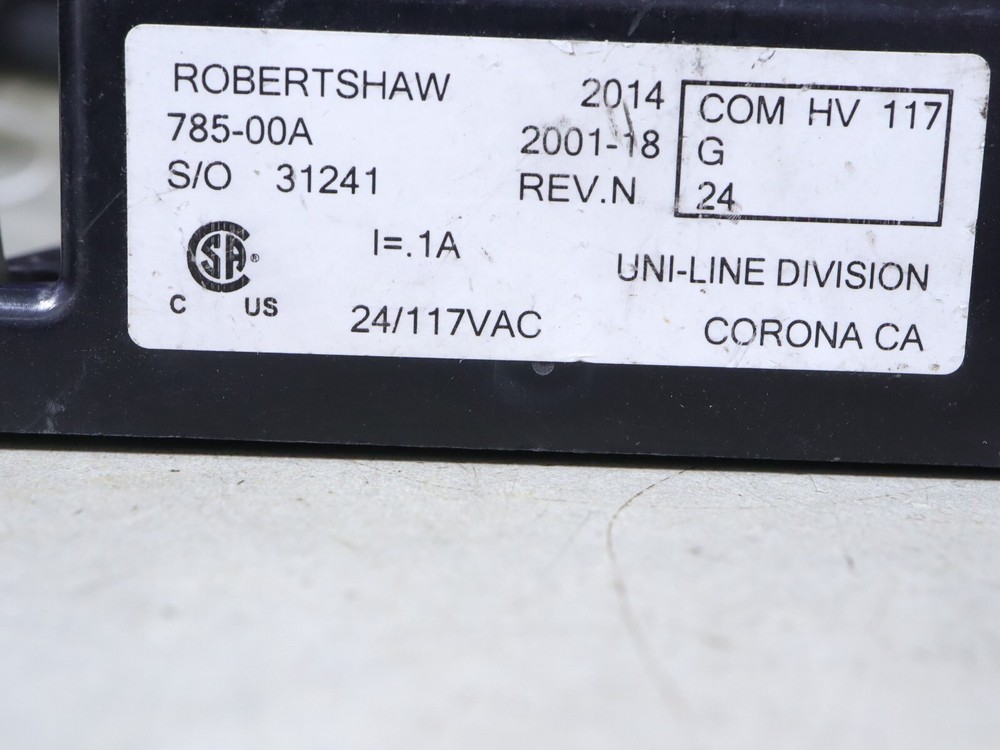 ROBERTSHAW 2014
785-00A 2001-18
S/O 31241 REV.N
COM HV 117
G
24
SA ®
C US
I=.1A
24/117VAC
UNI-LINE DIVISION
CORONA CA